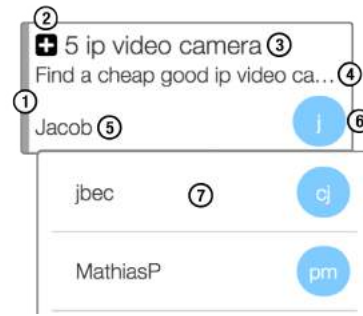 ②
5 ip video camera ③
Find a cheap good ip video ca... ④
①
Jacob ⑤ j ⑥
jbec ⑦ cj
MathiasP pm